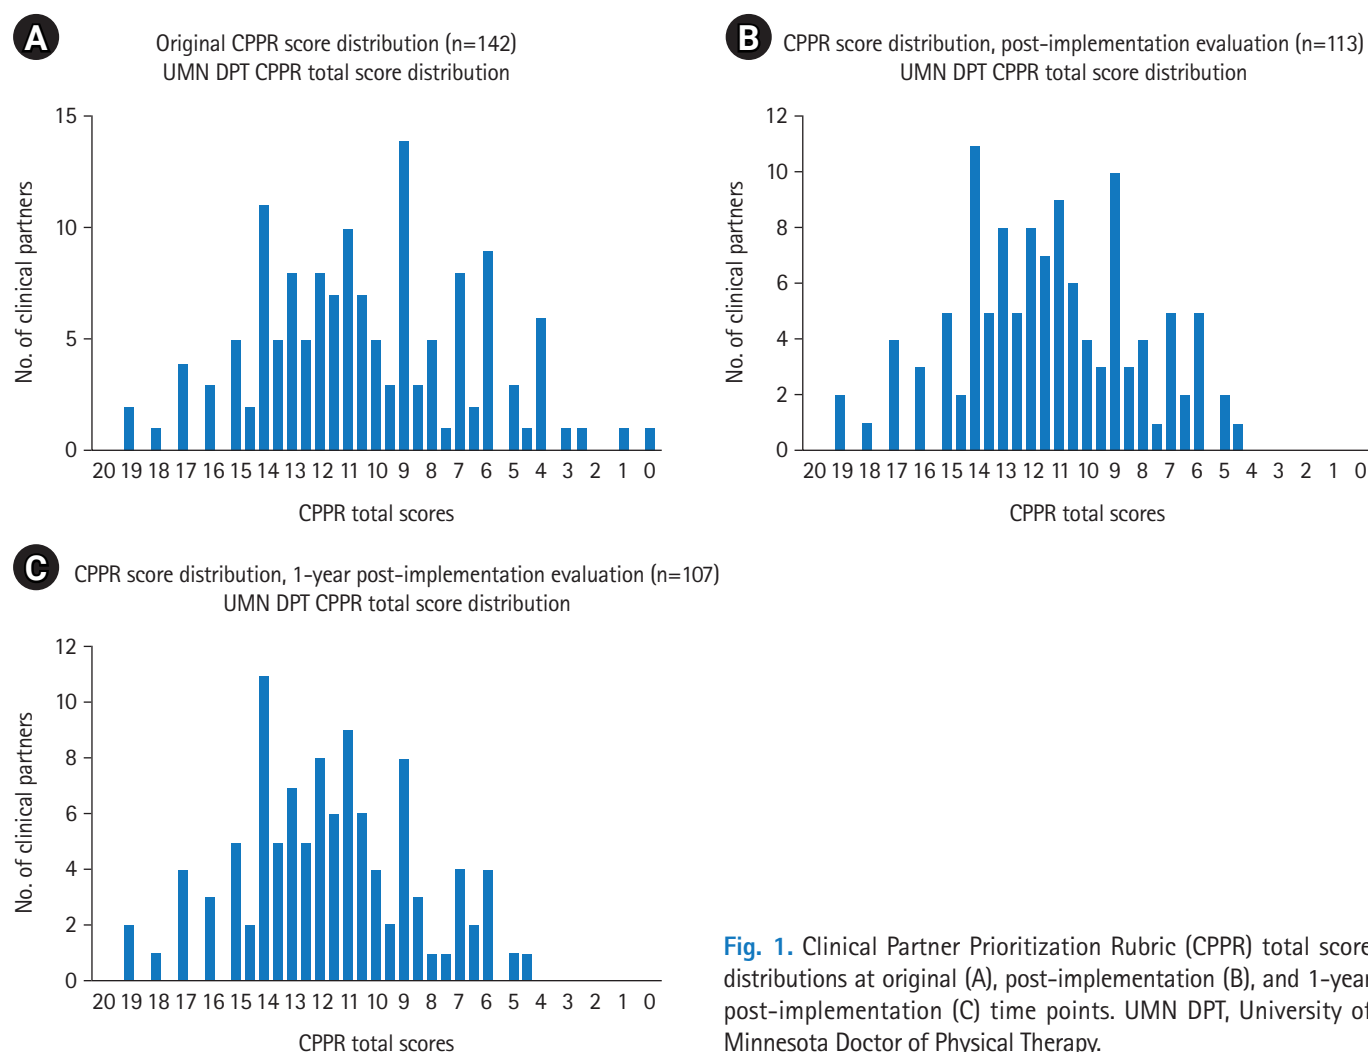 A
Original CPPR score distribution (n=142)
UMN DPT CPPR total score distribution
15
10
5
0
No. of clinical partners
20 19 18 17 16 15 14 13 12 11 10 9 8 7 6 5 4 3 2 1 0
CPPR total scores
B
CPPR score distribution, post-implementation evaluation (n=113)
UMN DPT CPPR total score distribution
12
10
8
6
4
2
0
No. of clinical partners
20 19 18 17 16 15 14 13 12 11 10 9 8 7 6 5 4 3 2 1 0
CPPR total scores
C
CPPR score distribution, 1-year post-implementation evaluation (n=107)
UMN DPT CPPR total score distribution
12
10
8
6
4
2
0
No. of clinical partners
20 19 18 17 16 15 14 13 12 11 10 9 8 7 6 5 4 3 2 1 0
CPPR total scores
Fig. 1. Clinical Partner Prioritization Rubric (CPPR) total score
distributions at original (A), post-implementation (B), and 1-year
post-implementation (C) time points. UMN DPT, University of
Minnesota Doctor of Physical Therapy.